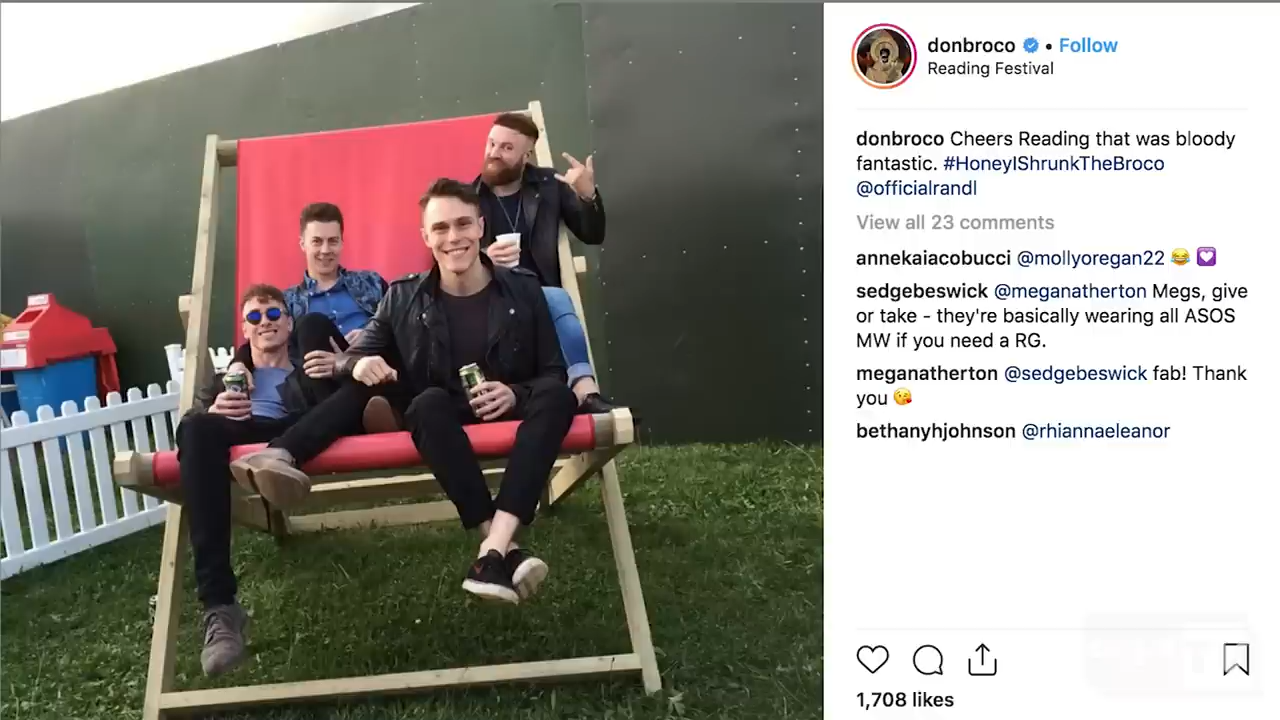 donbroco • Follow
Reading Festival
donbroco Cheers Reading that was bloody
fantastic. #HoneyIShrunkTheBroco
@officialrandl
View all 23 comments
annekaiacobucci @mollyoregan22 😂 💟
sedgebeswick @meganatherton Megs, give
or take - they're basically wearing all ASOS
MW if you need a RG.
meganatherton @sedgebeswick fab! Thank
you 😘
bethanyhjohnson @rhiannaeleanor
1,708 likes